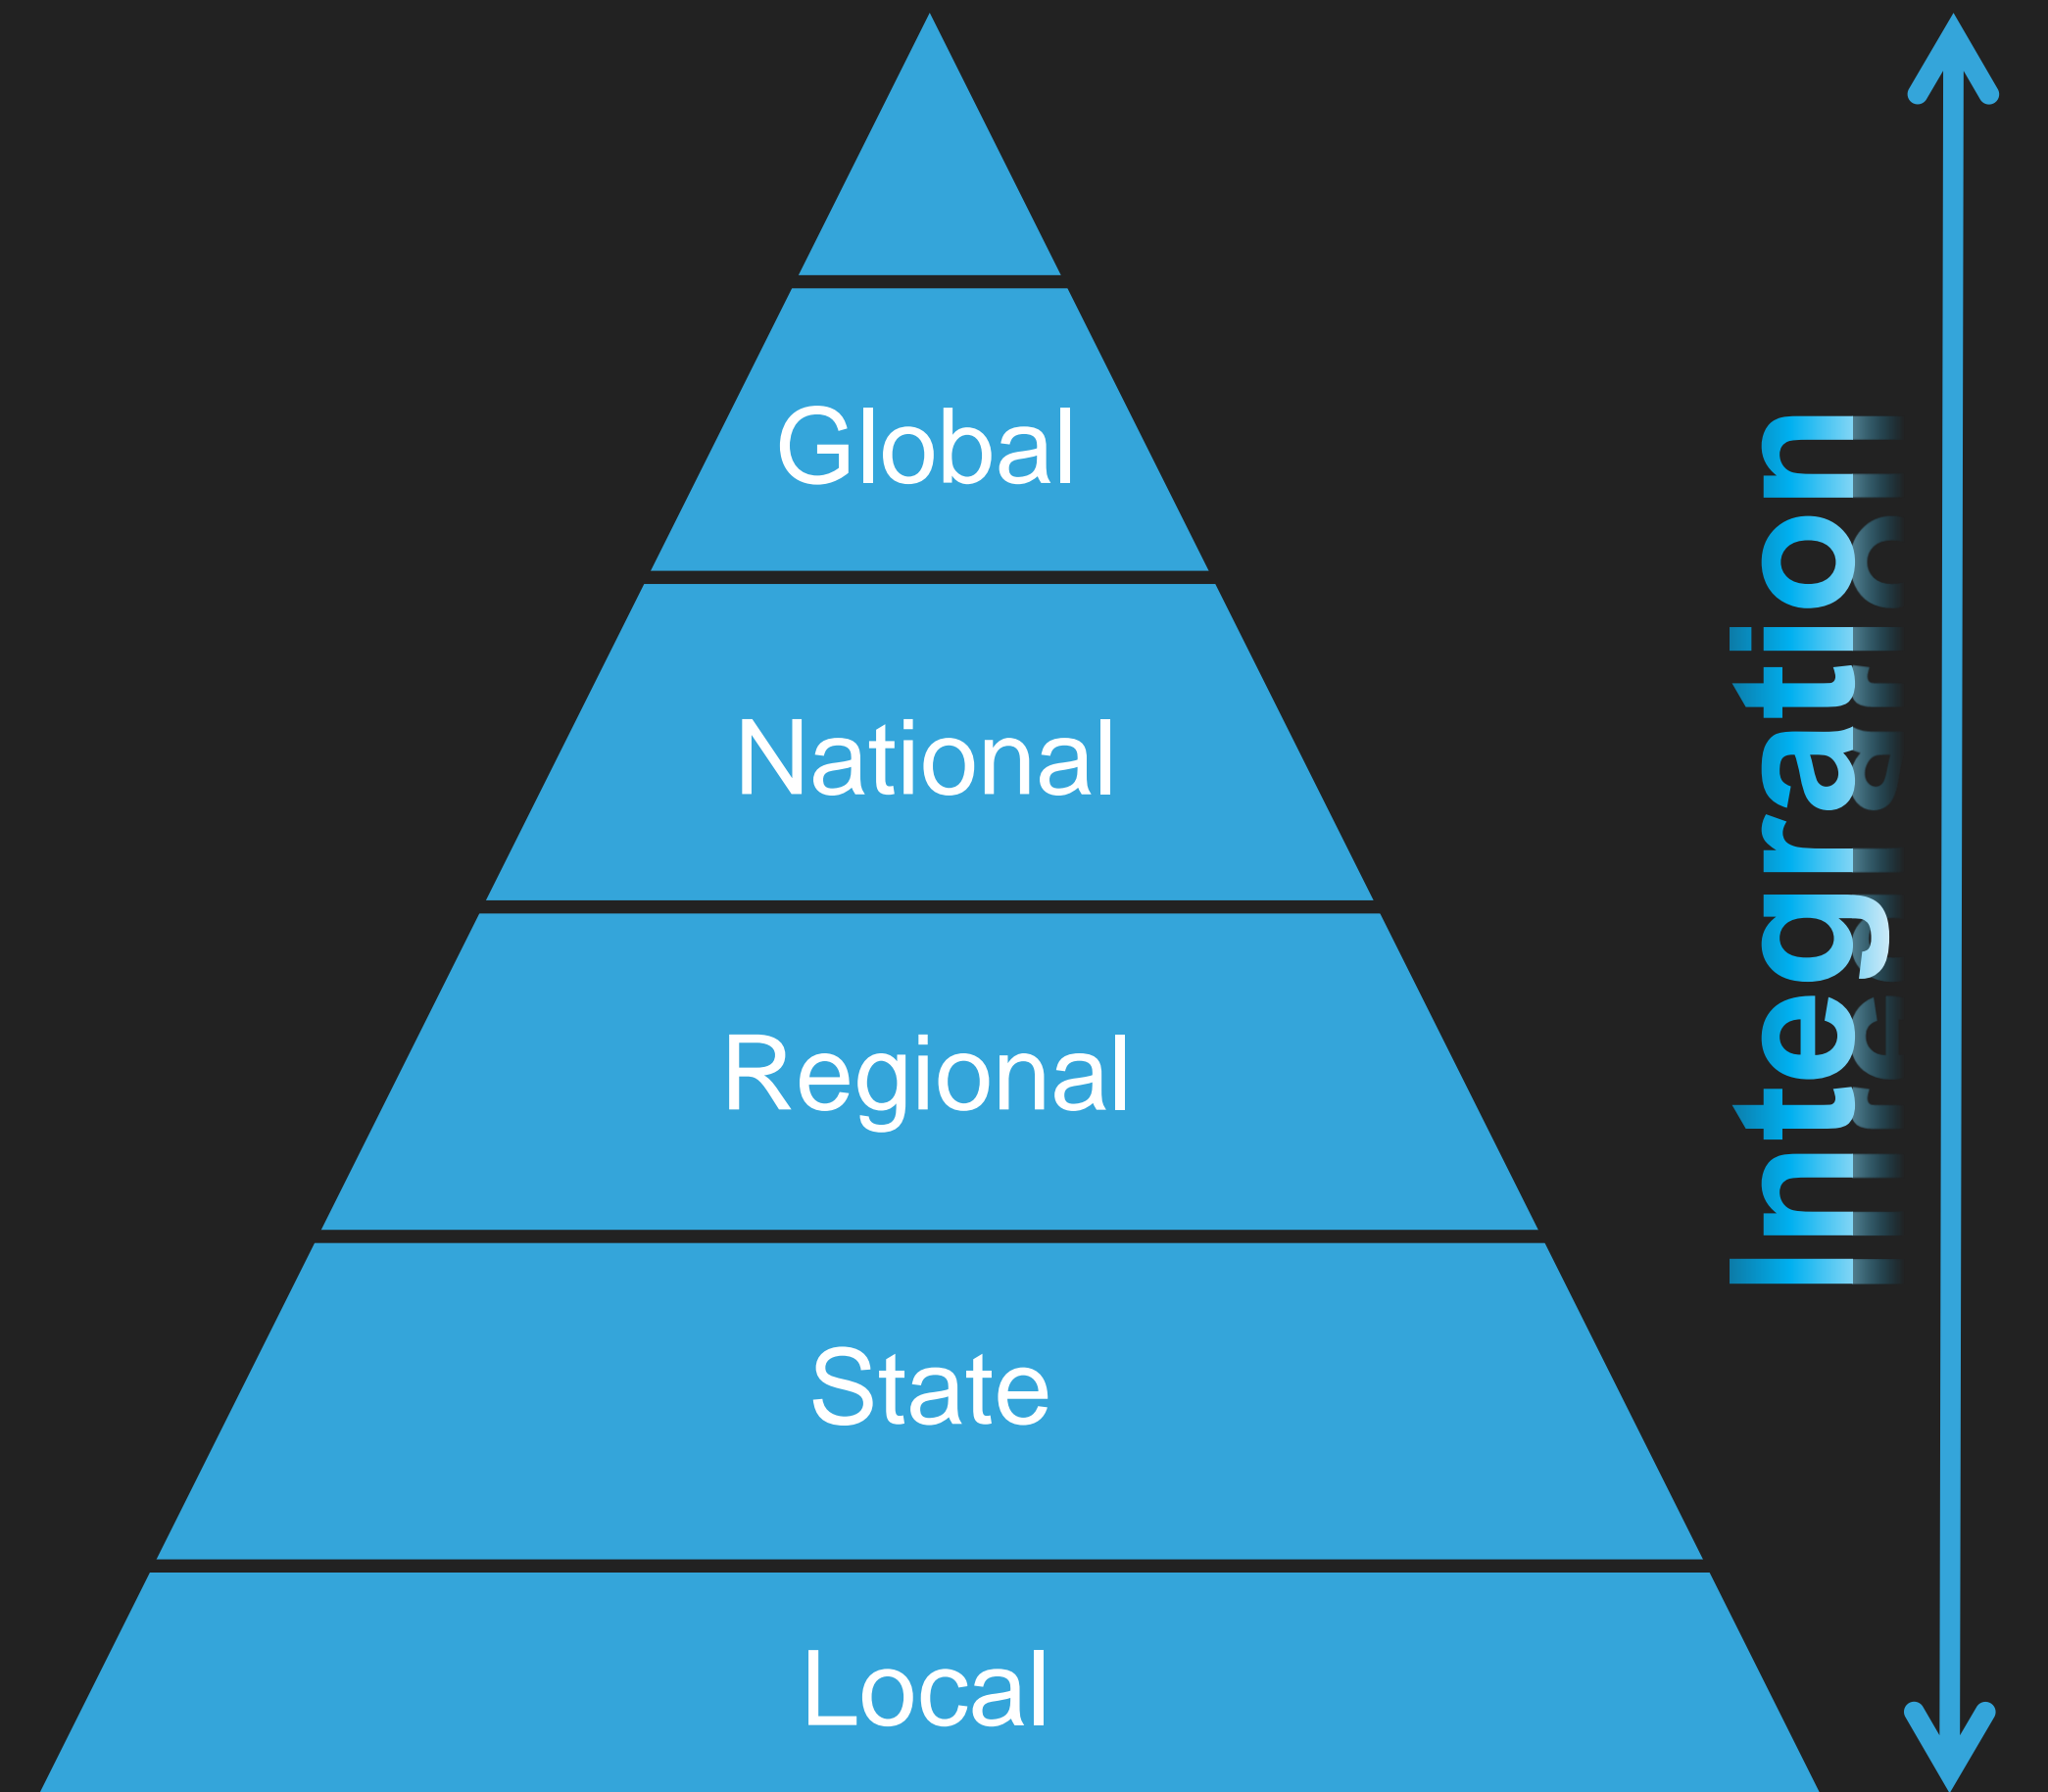 Global
National
Regional
State
Local
Integration